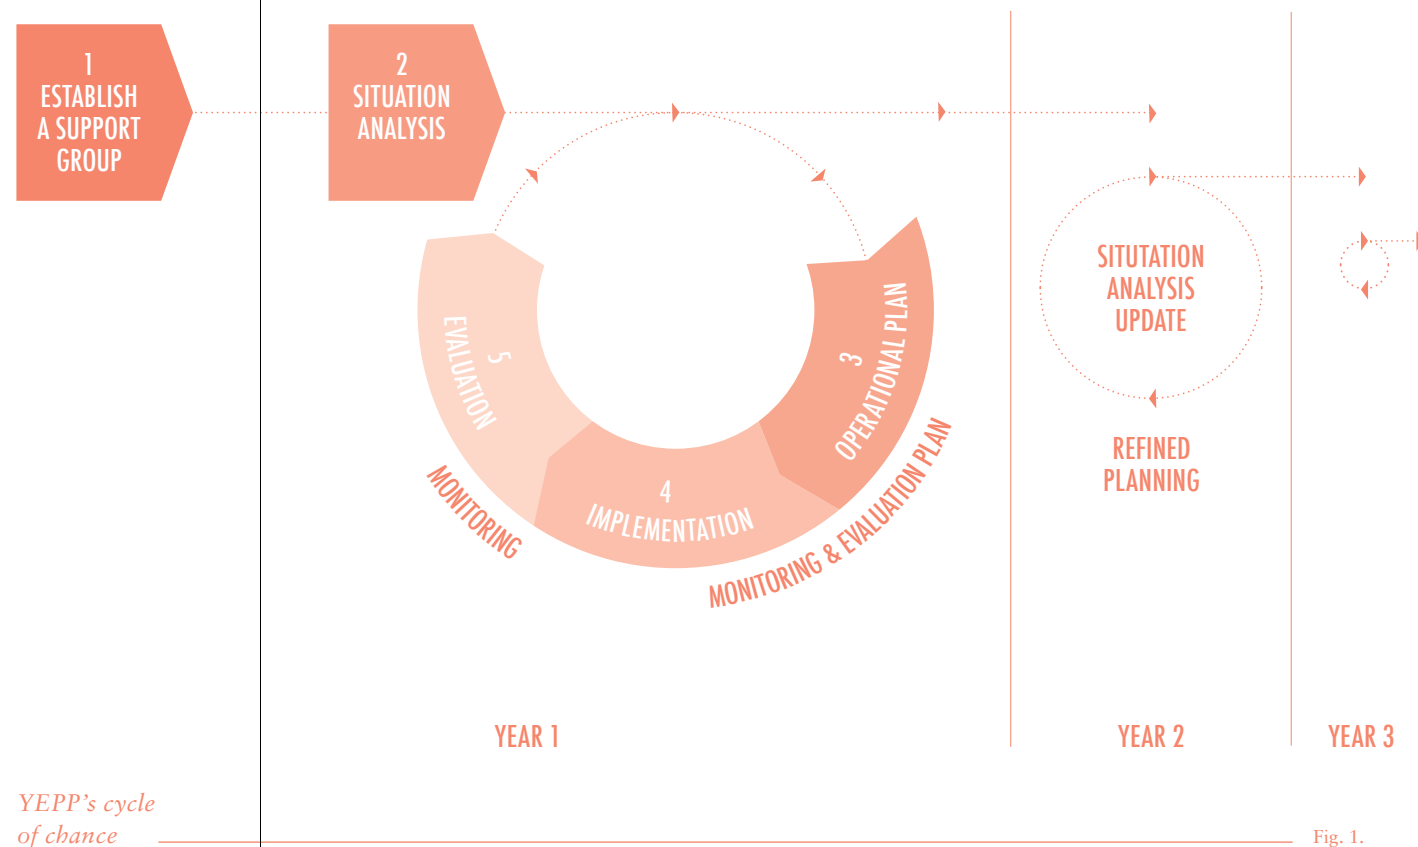 1
ESTABLISH
A SUPPORT
GROUP
2
SITUATION
ANALYSIS
3
OPERATIONAL PLAN
MONITORING & EVALUATION PLAN
4
IMPLEMENTATION
5
EVALUATION
MONITORING
SITUTATION
ANALYSIS
UPDATE
REFINED
PLANNING
YEAR 1
YEAR 2
YEAR 3
YEPP's cycle
of chance
Fig. 1.